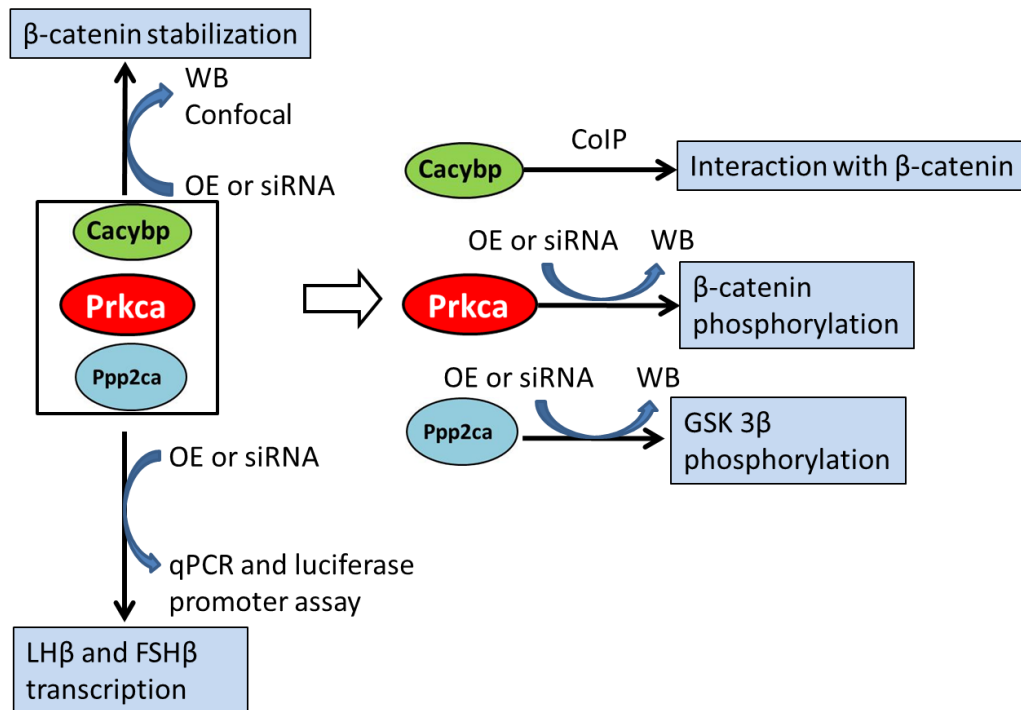 β-catenin stabilization
WB
Confocal
OE or siRNA
Cacybp
Prkca
Ppp2ca
OE or siRNA
qPCR and luciferase
promoter assay
LHβ and FSHβ
transcription
Cacybp
CoIP
Interaction with β-catenin
OE or siRNA
WB
Prkca
β-catenin
phosphorylation
OE or siRNA
WB
Ppp2ca
GSK 3β
phosphorylation